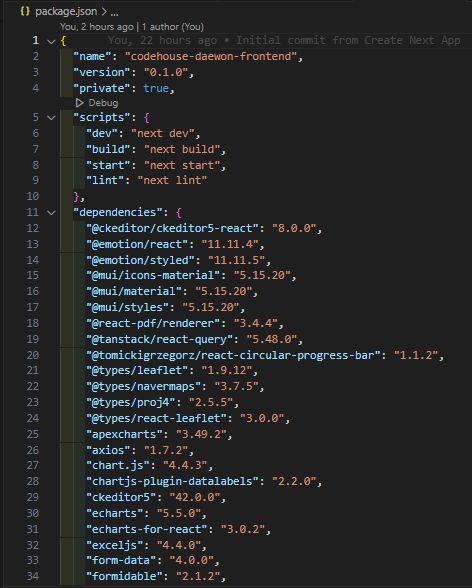 package.json > ...
You, 2 hours ago | 1 author (You)
1 { You, 22 hours ago • Initial commit from Create Next App
2 "name": "codehouse-daewon-frontend",
3 "version": "0.1.0",
4 "private": true,
Debug
5 "scripts": {
6 "dev": "next dev",
7 "build": "next build",
8 "start": "next start",
9 "lint": "next lint"
10 },
11 "dependencies": {
12 "@ckeditor/ckeditor5-react": "8.0.0",
13 "@emotion/react": "11.11.4",
14 "@emotion/styled": "11.11.5",
15 "@mui/icons-material": "5.15.20",
16 "@mui/material": "5.15.20",
17 "@mui/styles": "5.15.20",
18 "@react-pdf/renderer": "3.4.4",
19 "@tanstack/react-query": "5.48.0",
20 "@tomickigrzegorz/react-circular-progress-bar": "1.1.2",
21 "@types/leaflet": "1.9.12",
22 "@types/navermaps": "3.7.5",
23 "@types/proj4": "2.5.5",
24 "@types/react-leaflet": "3.0.0",
25 "apexcharts": "3.49.2",
26 "axios": "1.7.2",
27 "chart.js": "4.4.3",
28 "chartjs-plugin-datalabels": "2.2.0",
29 "ckeditor5": "42.0.0",
30 "echarts": "5.5.0",
31 "echarts-for-react": "3.0.2",
32 "exceljs": "4.4.0",
33 "form-data": "4.0.0",
34 "formidable": "2.1.2",